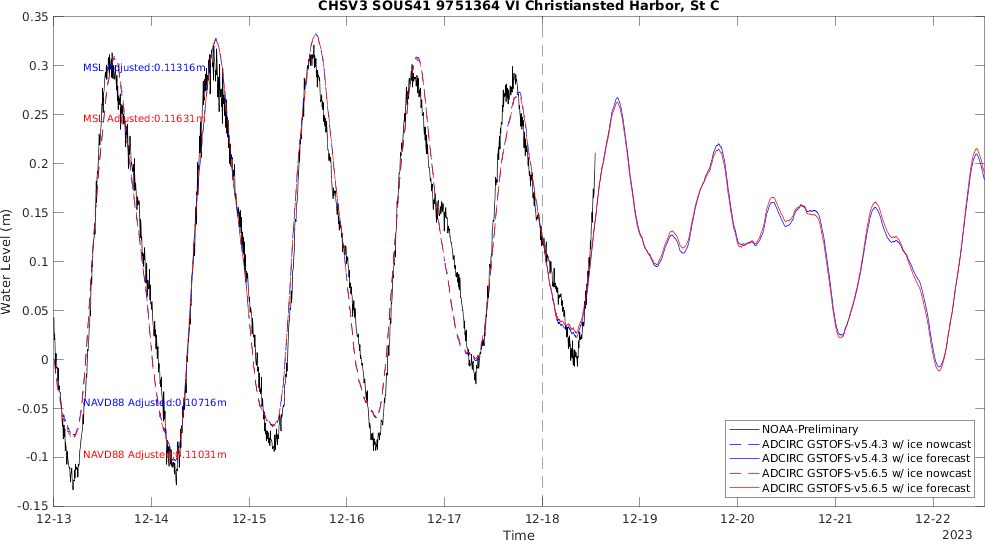 CHSV3 SOUS41 9751364 VI Christiansted Harbor, St C
0.35
0.3
0.25
0.2
0.15
0.1
0.05
0
-0.05
-0.1
-0.15
Water Level (m)
MSL Adjusted:0.11316m
MSL Adjusted:0.11631m
NAVD88 Adjusted:0.10716m
NAVD88 Adjusted:0.11031m
NOAA-Preliminary
ADCIRC GSTOFS-v5.4.3 w/ ice nowcast
ADCIRC GSTOFS-v5.4.3 w/ ice forecast
ADCIRC GSTOFS-v5.6.5 w/ ice nowcast
ADCIRC GSTOFS-v5.6.5 w/ ice forecast
12-13 12-14 12-15 12-16 12-17 12-18 12-19 12-20 12-21 12-22
Time
2023